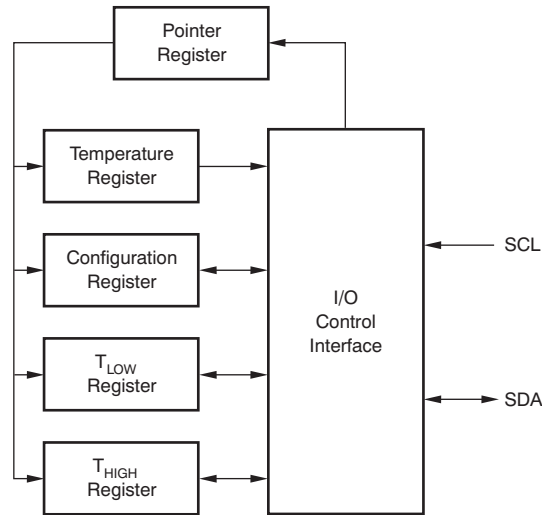 Pointer
Register
Temperature
Register
Configuration
Register
SCL
I/O
Control
Interface
TLOW
Register
SDA
THIGH
Register